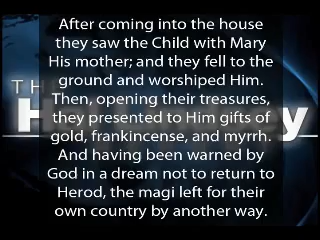 After coming into the house
they saw the Child with Mary
His mother; and they fell to the
ground and worshiped Him.
Then, opening their treasures,
they presented to Him gifts of
gold, frankincense, and myrrh.
And having been warned by
God in a dream not to return to
Herod, the magi left for their
own country by another way.